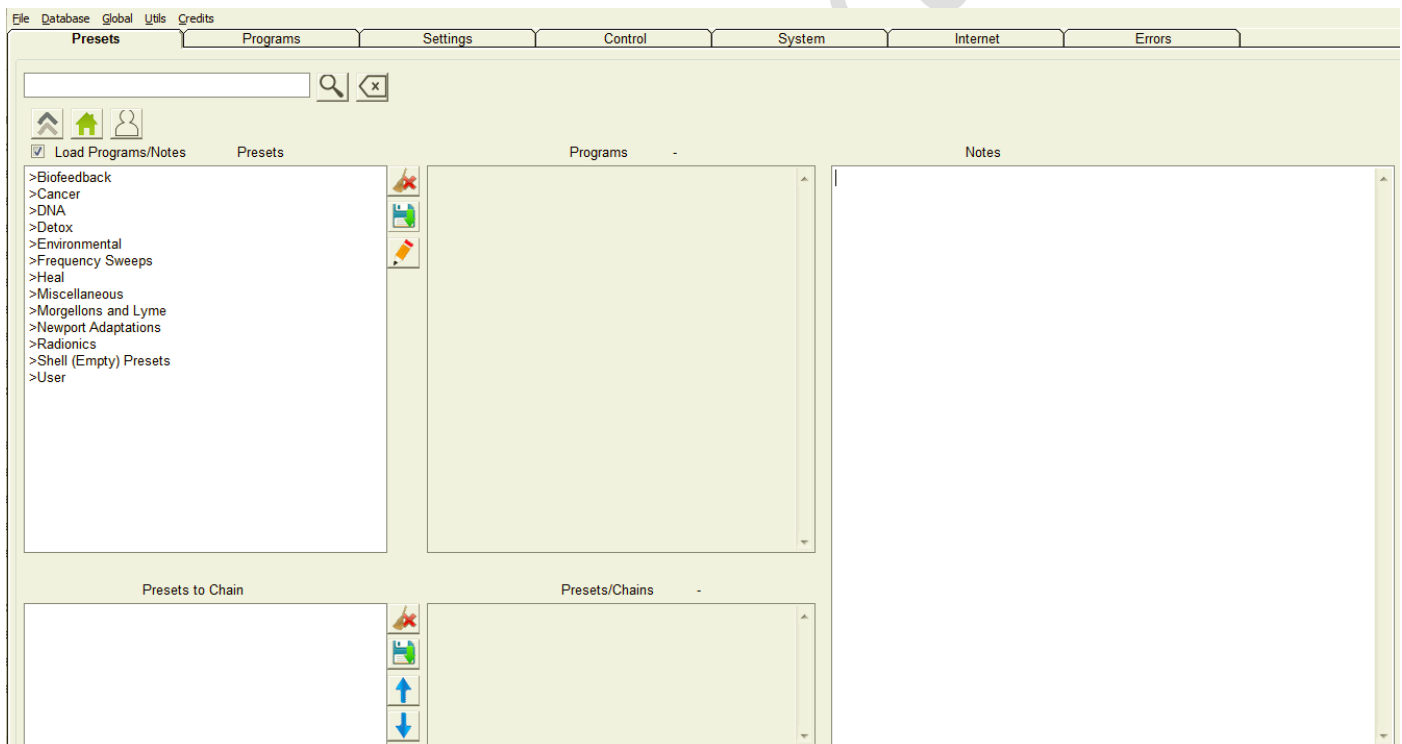 File Database Global Utils Credits
Presets Programs Settings Control System Internet Errors
Load Programs/Notes Presets Programs - Notes
>Biofeedback
>Cancer
>DNA
>Detox
>Environmental
>Frequency Sweeps
>Heal
>Miscellaneous
>Morgellons and Lyme
>Newport Adaptations
>Radionics
>Shell (Empty) Presets
>User
Presets to Chain Presets/Chains -